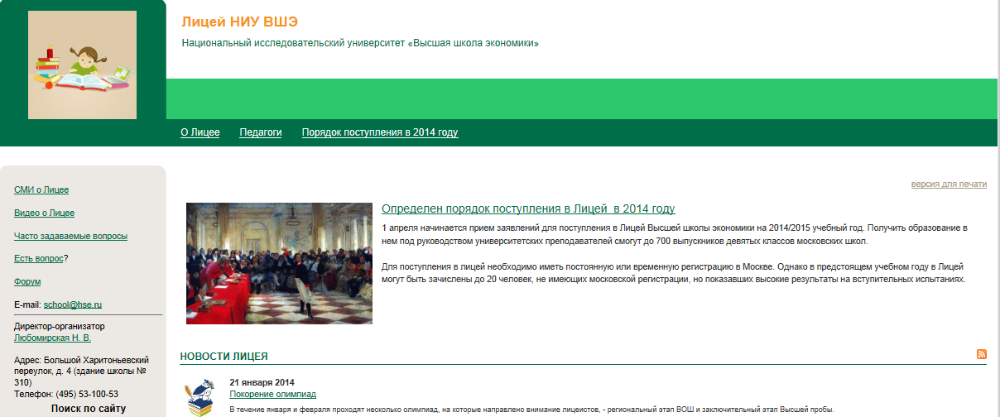 Лицей НИУ ВШЭ
Национальный исследовательский университет «Высшая школа экономики»
О Лицее Педагоги Порядок поступления в 2014 году
СМИ о Лицее
Видео о Лицее
Часто задаваемые вопросы
Есть вопрос?
Форум
E-mail: school@hse.ru
Директор-организатор
Любомирская Н. В.
Адрес: Большой Харитоньевский
переулок, д. 4 (здание школы №
310)
Телефон: (495) 53-100-53
Поиск по сайту
версия для печати
Определен порядок поступления в Лицей в 2014 году
1 апреля начинается прием заявлений для поступления в Лицей Высшей школы экономики на 2014/2015 учебный год. Получить образование в
нем под руководством университетских преподавателей смогут до 700 выпускников девятых классов московских школ.
Для поступления в лицей необходимо иметь постоянную или временную регистрацию в Москве. Однако в предстоящем учебном году в Лицей
могут быть зачислены до 20 человек, не имеющих московской регистрации, но показавших высокие результаты на вступительных испытаниях.
НОВОСТИ ЛИЦЕЯ
21 января 2014
Покорение олимпиад
В течение января и февраля проходят несколько олимпиад, на которые направлено внимание лицеистов, - региональный этап ВОШ и заключительный этап Высшей пробы.